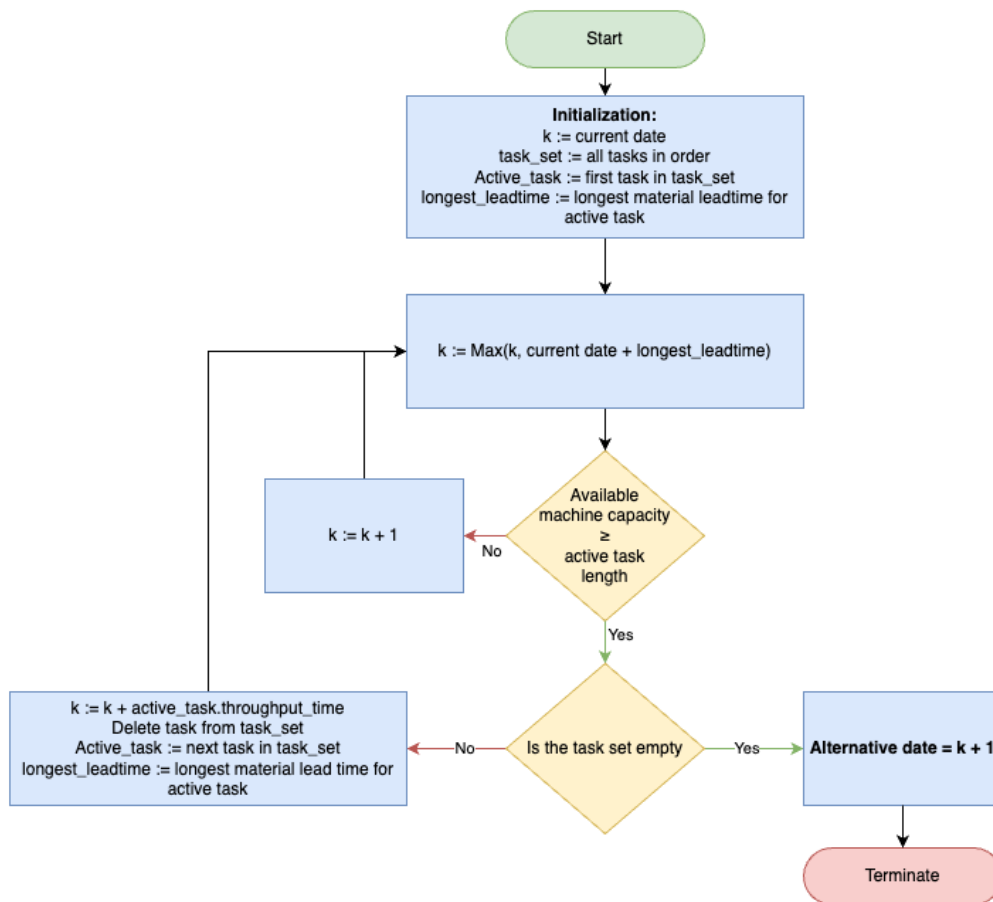 Start
Initialization:
k := current date
task_set := all tasks in order
Active_task := first task in task_set
longest_leadtime := longest material leadtime for
active task
k := Max(k, current date + longest_leadtime)
Available
machine capacity
≥
active task
length
No
k := k + 1
Yes
k := k + active_task.throughput_time
Delete task from task_set
Active_task := next task in task_set
longest_leadtime := longest material lead time for
active task
No
Is the task set empty
Yes
Alternative date = k + 1
Terminate